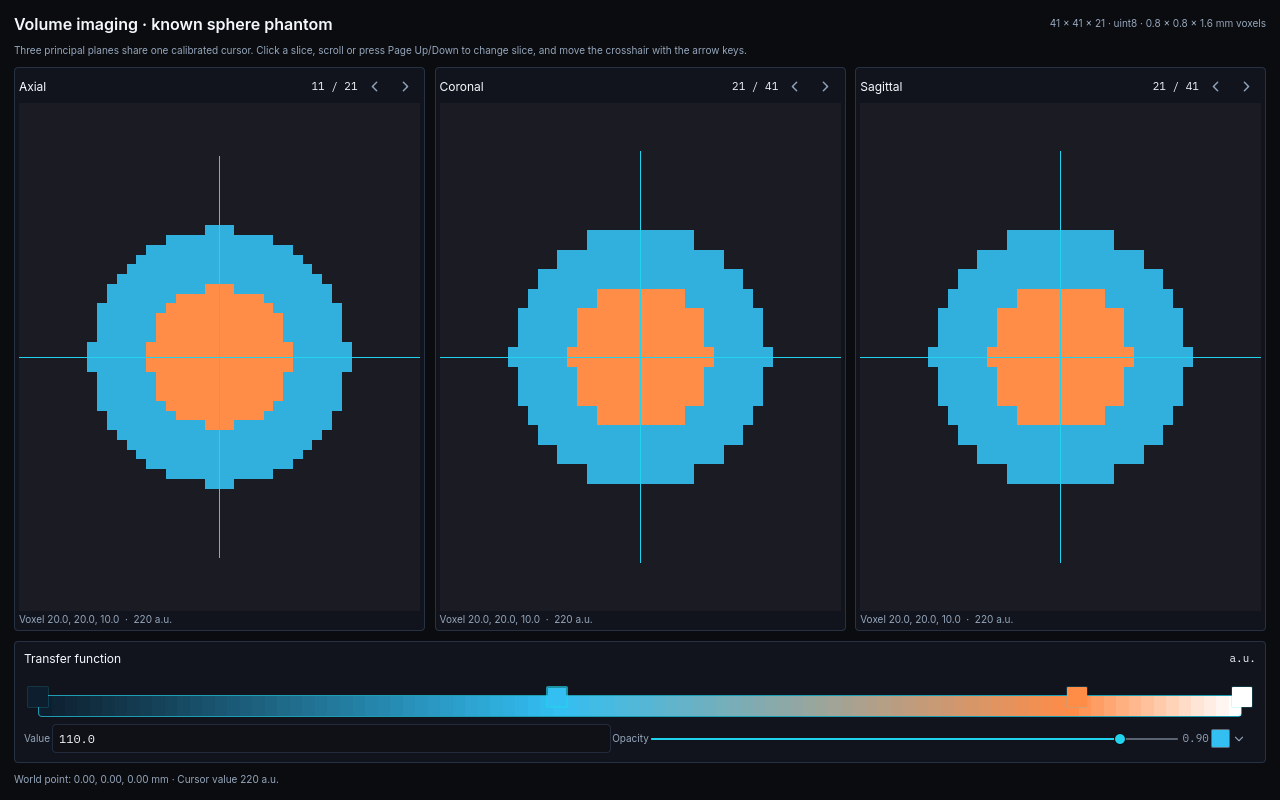 Volume imaging · known sphere phantom
41 × 41 × 21 · uint8 · 0.8 × 0.8 × 1.6 mm voxels
Three principal planes share one calibrated cursor. Click a slice, scroll or press Page Up/Down to change slice, and move the crosshair with the arrow keys.
Axial 11 / 21
Coronal 21 / 41
Sagittal 21 / 41
Voxel 20.0, 20.0, 10.0 · 220 a.u.
Voxel 20.0, 20.0, 10.0 · 220 a.u.
Voxel 20.0, 20.0, 10.0 · 220 a.u.
Transfer function a.u.
Value 110.0 Opacity 0.90
World point: 0.00, 0.00, 0.00 mm · Cursor value 220 a.u.